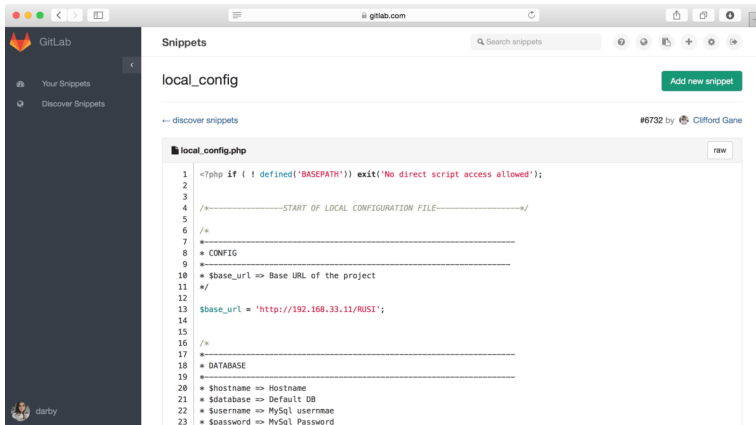 gitlab.com
GitLab
Snippets
Search snippets
Your Snippets
Discover Snippets
local_config
Add new snippet
← discover snippets
#6732 by Clifford Gane
local_config.php
raw
1 <?php if ( ! defined('BASEPATH')) exit('No direct script access allowed');
2
3
4 /*-----------------START OF LOCAL CONFIGURATION FILE-------------------*/
5
6 /*
7 *-----------------------------------------------------------------------
8 * CONFIG
9 *----------------------------------------------------------------------
10 * $base_url => Base URL of the project
11 */
12
13 $base_url = 'http://192.168.33.11/RUSI';
14
15
16 /*
17 *-----------------------------------------------------------------------
18 * DATABASE
19 *-----------------------------------------------------------------------
20 * $hostname => Hostname
21 * $database => Default DB
22 * $username => MySql usernmae
23 * $password => MySql Password
darby